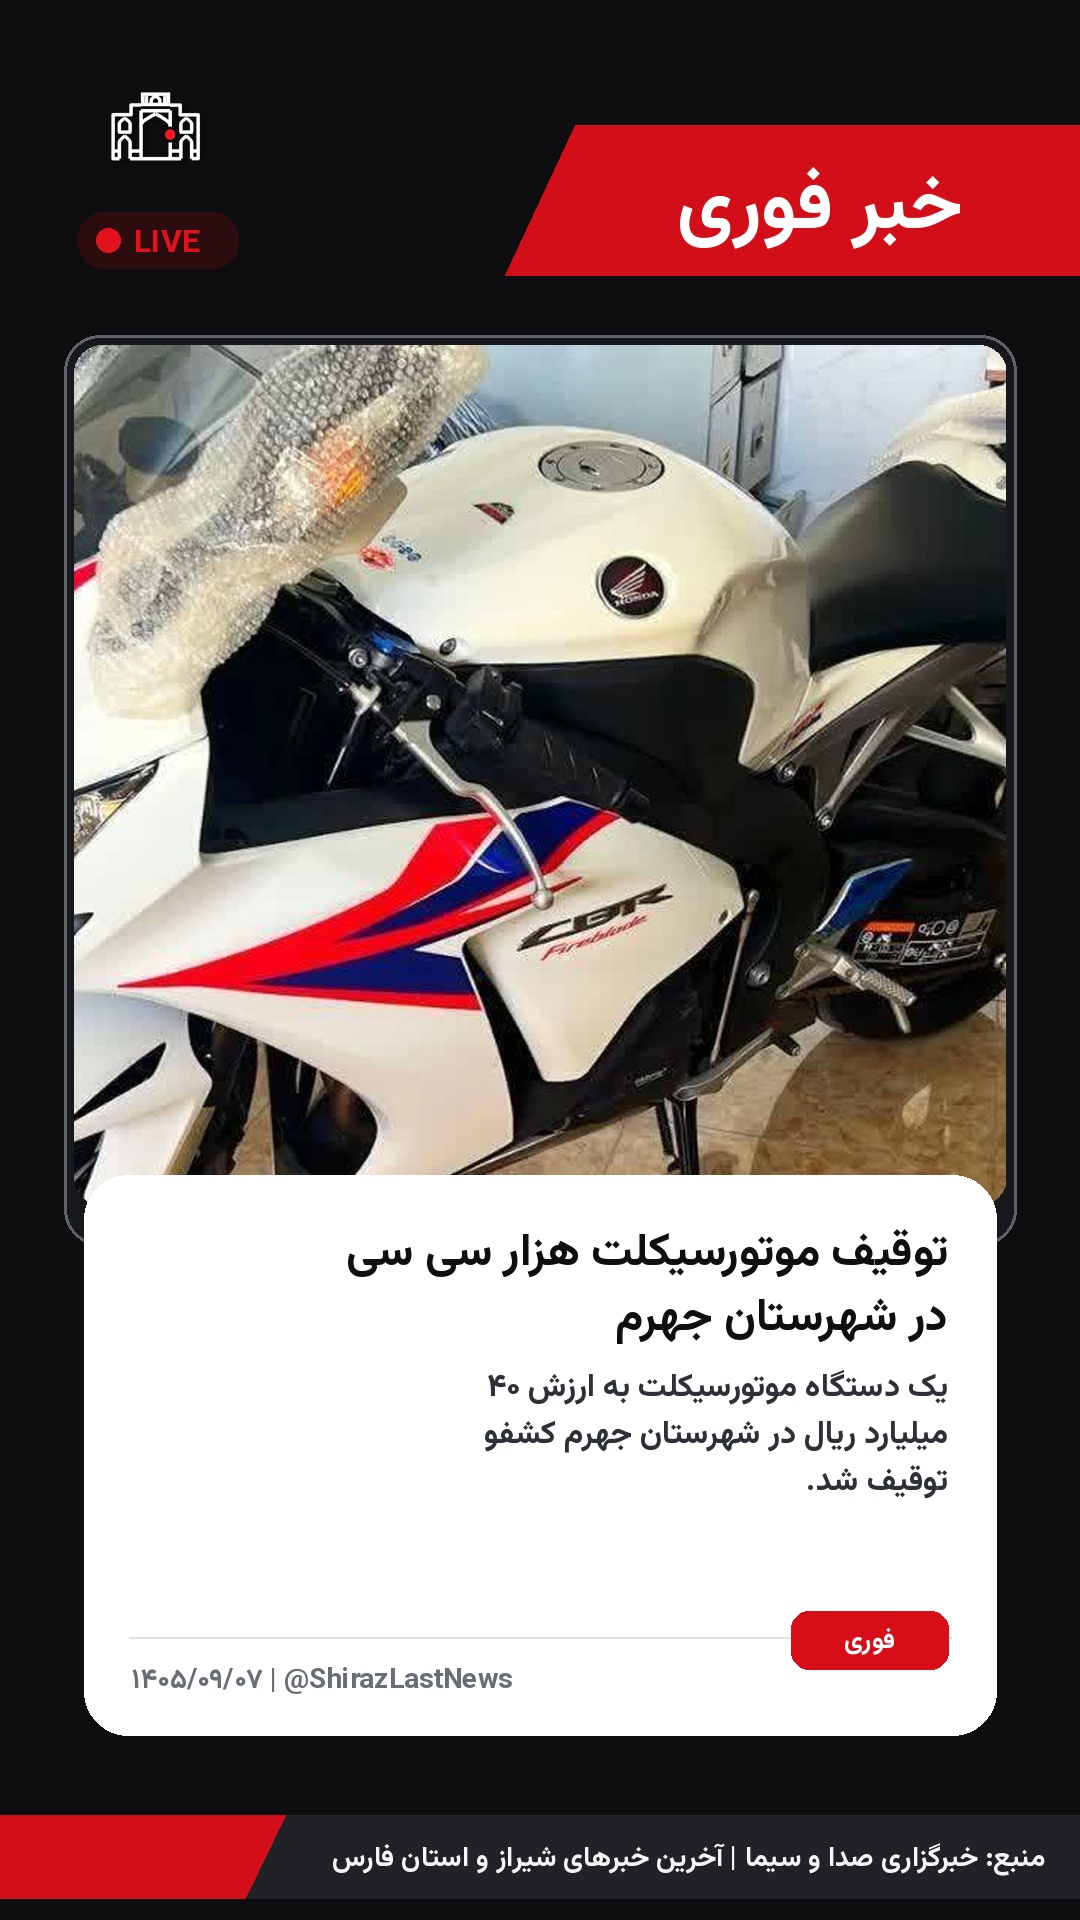 خبر فوری
LIVE
HONDA
CBR
Fireblade
توقیف موتورسیکلت هزار سی سی
در شهرستان جهرم
یک دستگاه موتورسیکلت به ارزش ۴۰
میلیارد ریال در شهرستان جهرم کشفو
توقیف شد.
فوری
۱۴۰۵/۰۹/۰۷ | @ShirazLastNews
منبع: خبرگزاری صدا و سیما | آخرین خبرهای شیراز و استان فارس